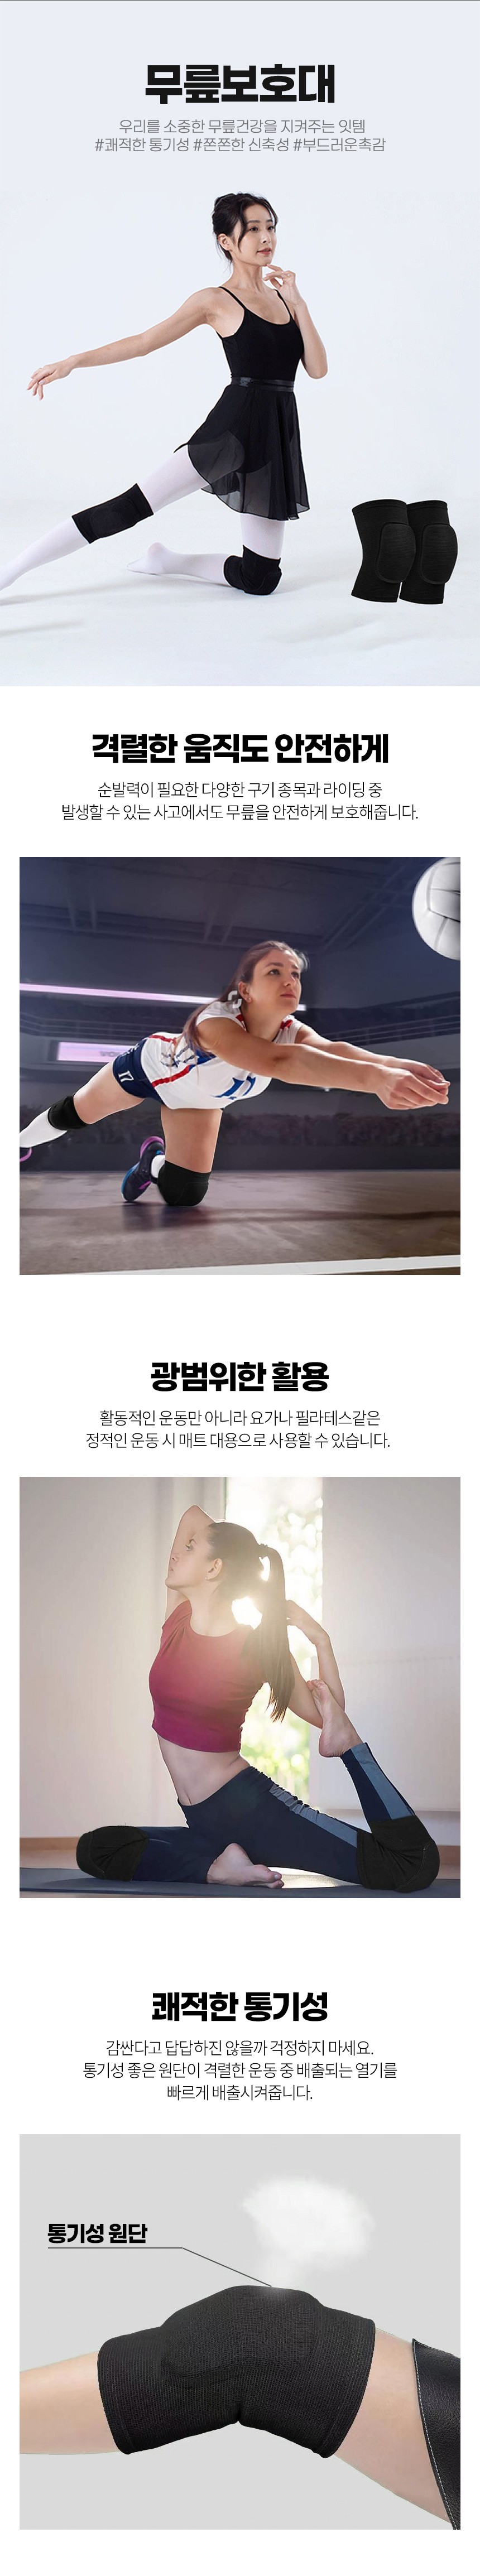 무릎보호대
우리를 소중한 무릎건강을 지켜주는 잇템
#쾌적한 통기성 #쫀쫀한 신축성 #부드러운촉감
격렬한 움직도 안전하게
순발력이 필요한 다양한 구기 종목과 라이딩 중
발생할 수 있는 사고에서도 무릎을 안전하게 보호해줍니다.
17
광범위한 활용
활동적인 운동만 아니라 요가나 필라테스같은
정적인 운동 시 매트 대용으로 사용할 수 있습니다.
쾌적한 통기성
감싼다고 답답하진 않을까 걱정하지 마세요.
통기성 좋은 원단이 격렬한 운동 중 배출되는 열기를
빠르게 배출시켜줍니다.
통기성 원단